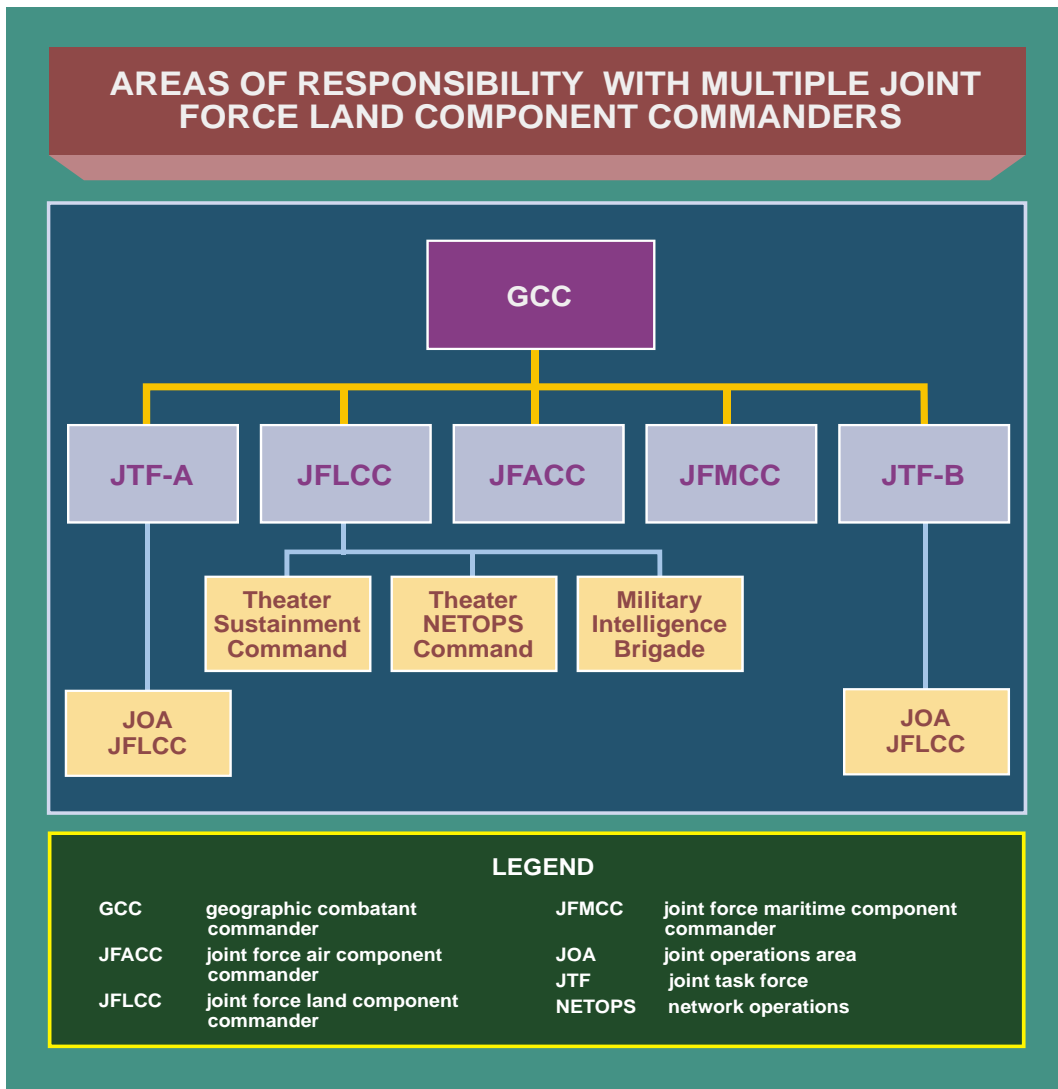 AREAS OF RESPONSIBILITY WITH MULTIPLE JOINT
FORCE LAND COMPONENT COMMANDERS
GCC
JTF-A
JFLCC
JFACC
JFMCC
JTF-B
Theater
Sustainment
Command
Theater
NETOPS
Command
Military
Intelligence
Brigade
JOA
JFLCC
JOA
JFLCC
LEGEND
GCC geographic combatant
commander
JFACC joint force air component
commander
JFLCC joint force land component
commander
JFMCC joint force maritime component
commander
JOA joint operations area
JTF joint task force
NETOPS network operations